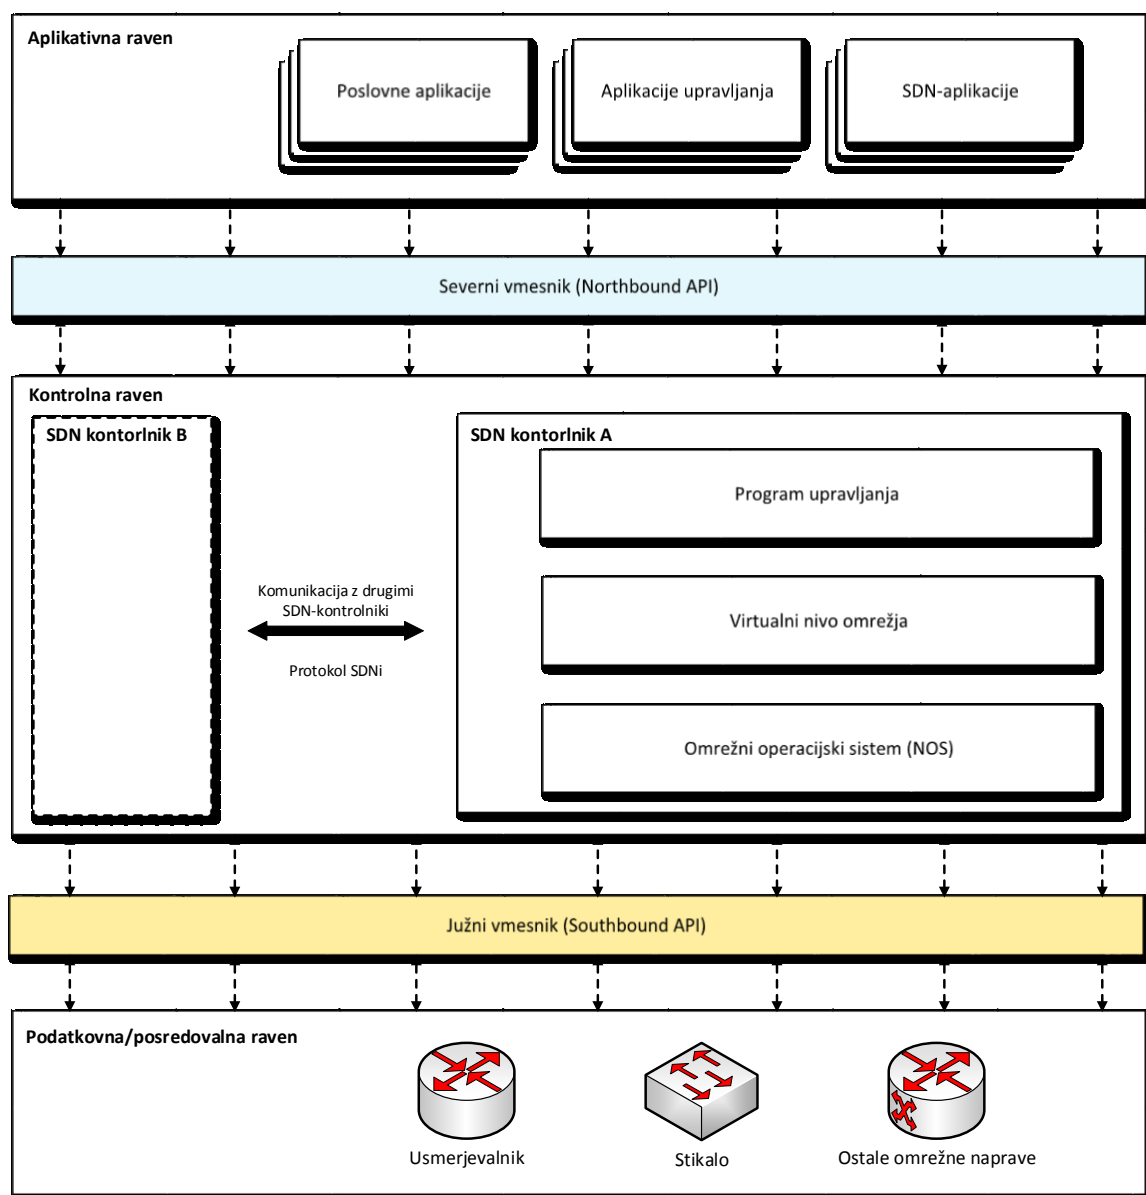 Aplikativna raven
Poslovne aplikacije
Aplikacije upravljanja
SDN-aplikacije
Severni vmesnik (Northbound API)
Kontrolna raven
SDN kontorlnik B
SDN kontorlnik A
Program upravljanja
Komunikacija z drugimi
SDN-kontrolniki
Protokol SDNi
Virtualni nivo omrežja
Omrežni operacijski sistem (NOS)
Južni vmesnik (Southbound API)
Podatkovna/posredovalna raven
Usmerjevalnik
Stikalo
Ostale omrežne naprave